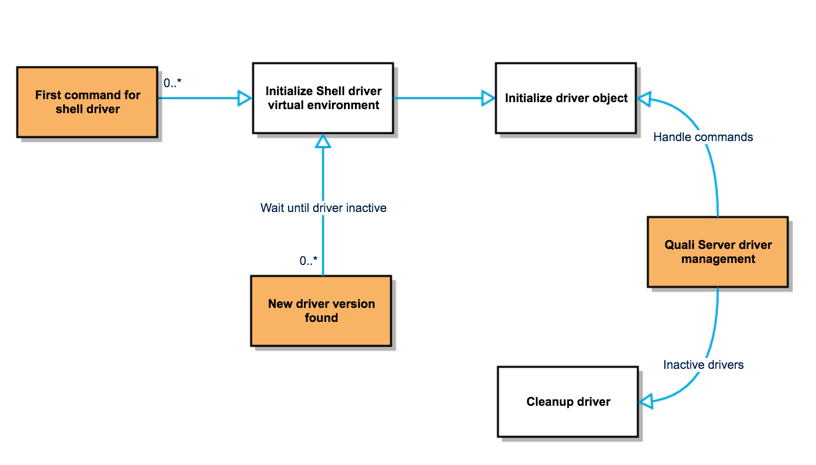 0..*
First command for
shell driver
Initialize Shell driver
virtual environment
Initialize driver object
Handle commands
Wait until driver inactive
Quali Server driver
management
0..*
New driver version
found
Inactive drivers
Cleanup driver